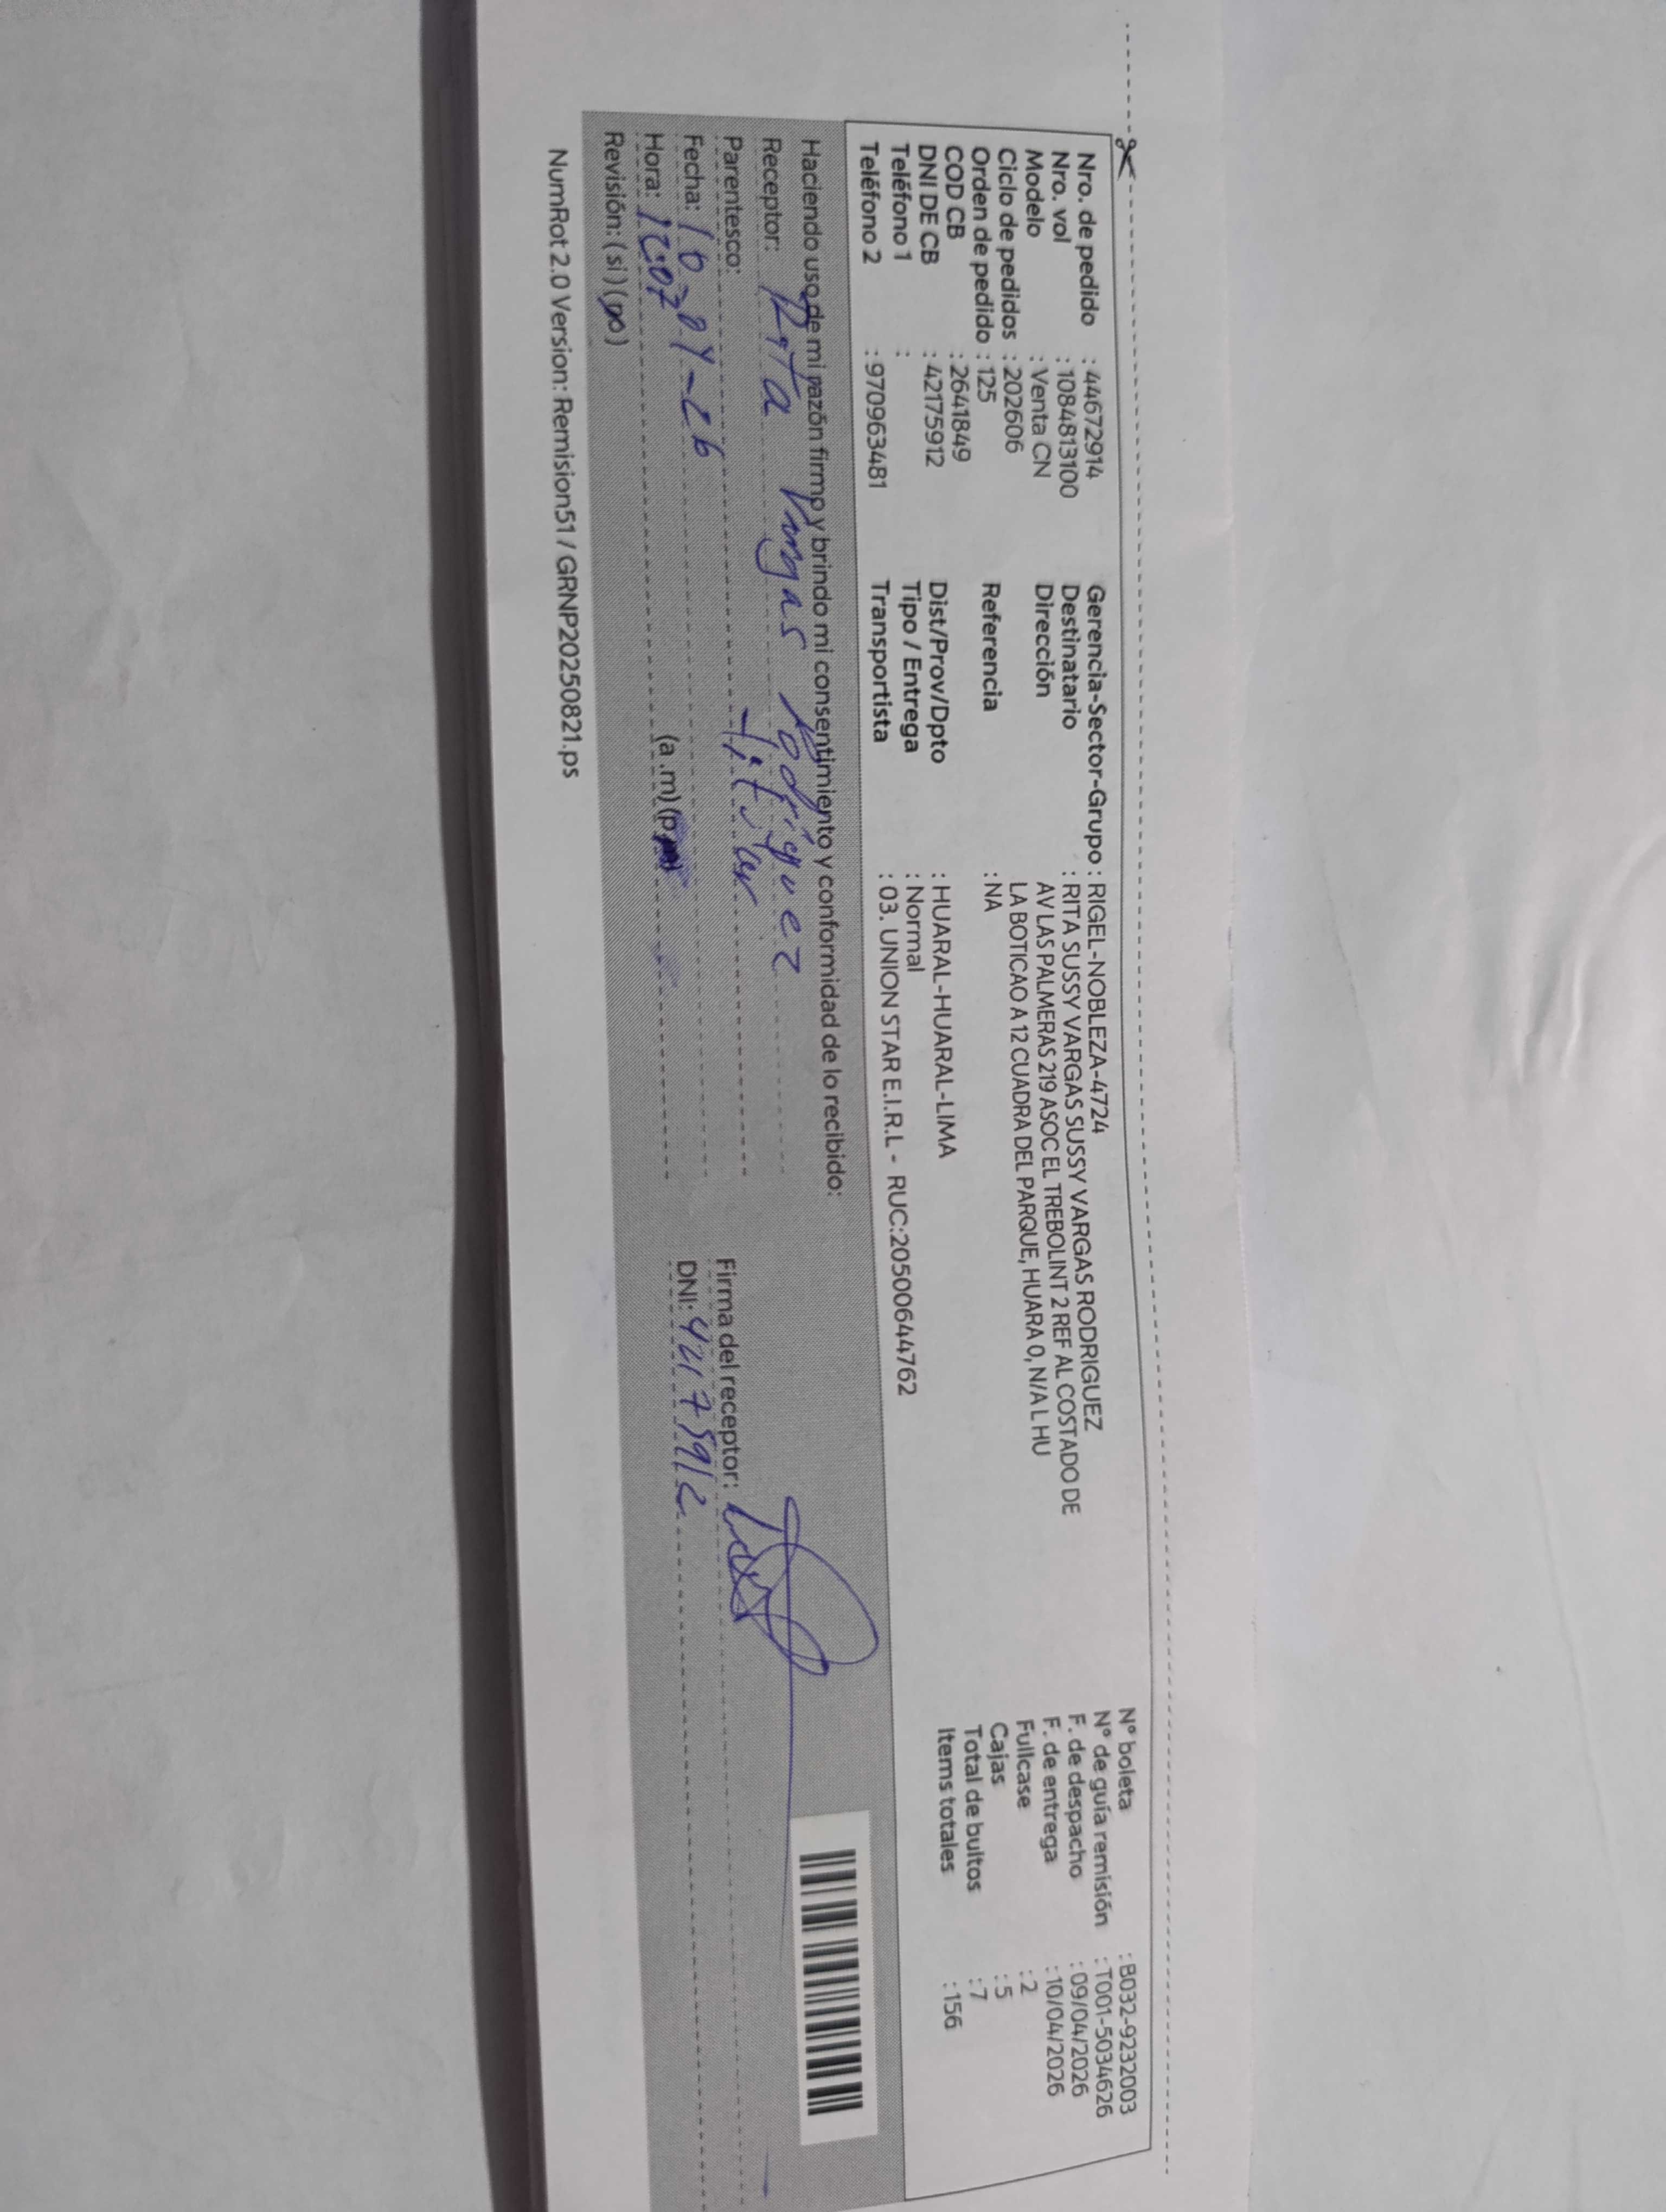 Nro. de pedido : 44672914
Nro. vol : 1084813100
Modelo : Venta CN
Ciclo de pedidos : 202606
Orden de pedido : 125
COD CB : 2641849
DNI DE CB : 42175912
Teléfono 1 :
Teléfono 2 : 970963481
Gerencia-Sector-Grupo : RIGEL-NOBLEZA-4724
Destinatario : RITA SUSSY VARGAS SUSSY VARGAS RODRIGUEZ
Dirección AV LAS PALMERAS 219 ASOC EL TREBOLINT 2 REF AL COSTADO DE
LA BOTICAO A 12 CUADRA DEL PARQUE, HUARA 0, N/A L HU
Referencia : NA
Dist/Prov/Dpto : HUARAL-HUARAL-LIMA
Tipo / Entrega : Normal
Transportista : 03. UNION STAR E.I.R.L - RUC:20500644762
N° boleta : B032-9232003
N° de guía remisión : T001-5034626
F. de despacho : 09/04/2026
F. de entrega : 10/04/2026
Fullcase : 2
Cajas : 5
Total de bultos : 7
Items totales : 156
Haciendo uso de mi razón firmo y brindo mi consentimiento y conformidad de lo recibido:
Receptor: Rita Vargas Rodríguez
Parentesco: Titular
Fecha: 10-04-26
Hora: 12:07 (a.m) (p.m)
Revisión: (si) (no)
Firma del receptor:
DNI: 42175912
NumRot 2.0 Version: Remision51 / GRNP20250821.ps